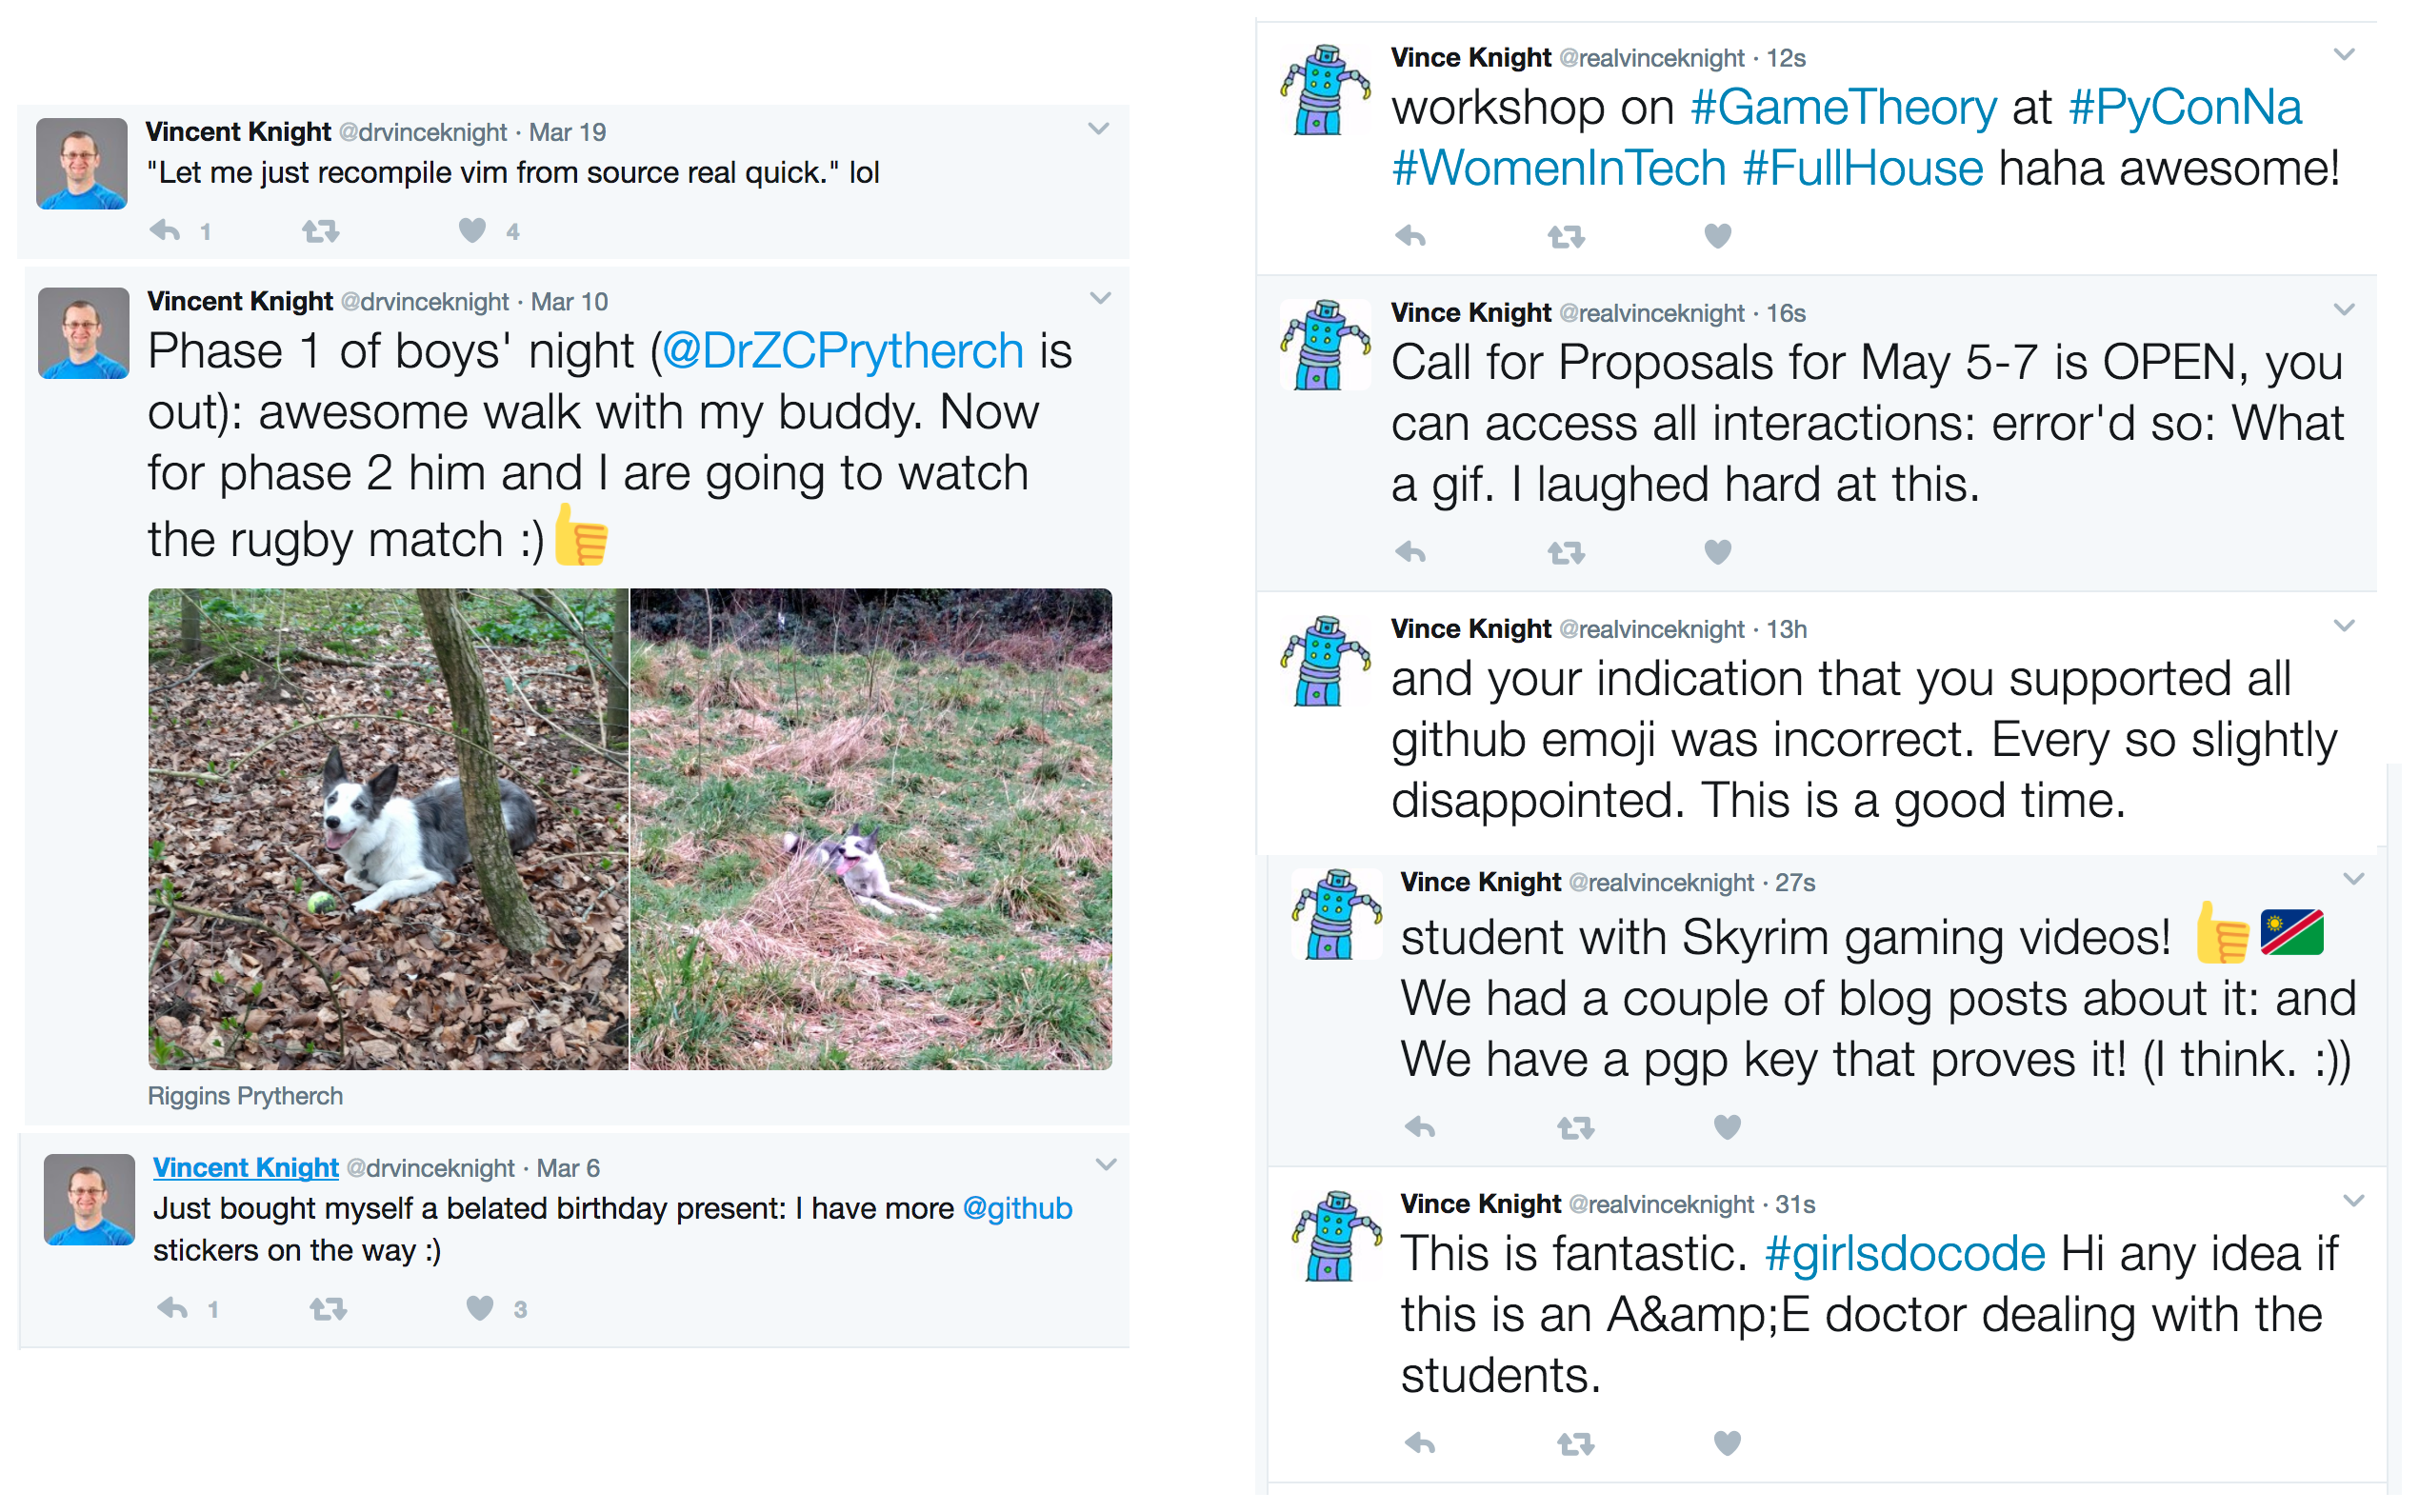 Vincent Knight @drvinceknight · Mar 19
"Let me just recompile vim from source real quick." lol
1 4
Vincent Knight @drvinceknight · Mar 10
Phase 1 of boys' night (@DrZCPrytherch is
out): awesome walk with my buddy. Now
for phase 2 him and I are going to watch
the rugby match :)👍
Riggins Prytherch
Vincent Knight @drvinceknight · Mar 6
Just bought myself a belated birthday present: I have more @github
stickers on the way :)
1 3
Vince Knight @realvinceknight · 12s
workshop on #GameTheory at #PyConNa
#WomenInTech #FullHouse haha awesome!
Vince Knight @realvinceknight · 16s
Call for Proposals for May 5-7 is OPEN, you
can access all interactions: error'd so: What
a gif. I laughed hard at this.
Vince Knight @realvinceknight · 13h
and your indication that you supported all
github emoji was incorrect. Every so slightly
disappointed. This is a good time.
Vince Knight @realvinceknight · 27s
student with Skyrim gaming videos! 👍🇳🇦
We had a couple of blog posts about it: and
We have a pgp key that proves it! (I think. :))
Vince Knight @realvinceknight · 31s
This is fantastic. #girlsdocode Hi any idea if
this is an A&amp;E doctor dealing with the
students.